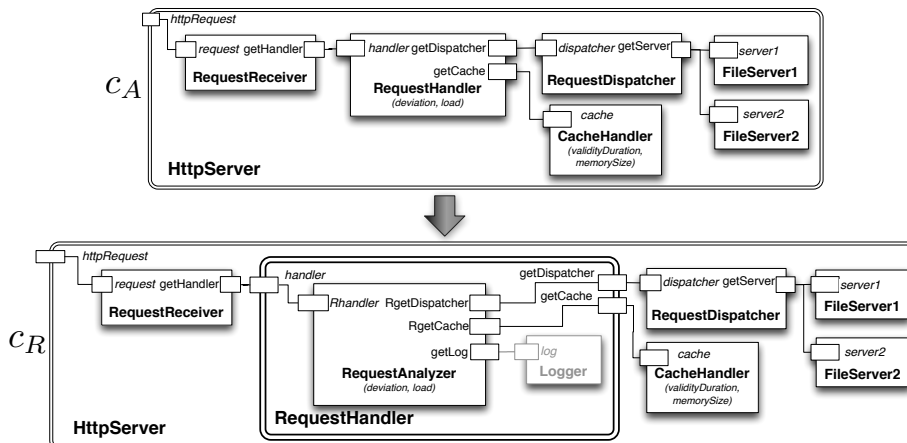 httpRequest
request getHandler
RequestReceiver
handler getDispatcher
getCache
RequestHandler
(deviation, load)
dispatcher getServer
RequestDispatcher
server1
FileServer1
server2
FileServer2
cache
CacheHandler
(validityDuration,
memorySize)
c_A
HttpServer
httpRequest
request getHandler
RequestReceiver
handler
Rhandler RgetDispatcher
RgetCache
getLog
RequestAnalyzer
(deviation, load)
log
Logger
RequestHandler
getDispatcher
getCache
dispatcher getServer
RequestDispatcher
server1
FileServer1
server2
FileServer2
cache
CacheHandler
(validityDuration,
memorySize)
c_R
HttpServer